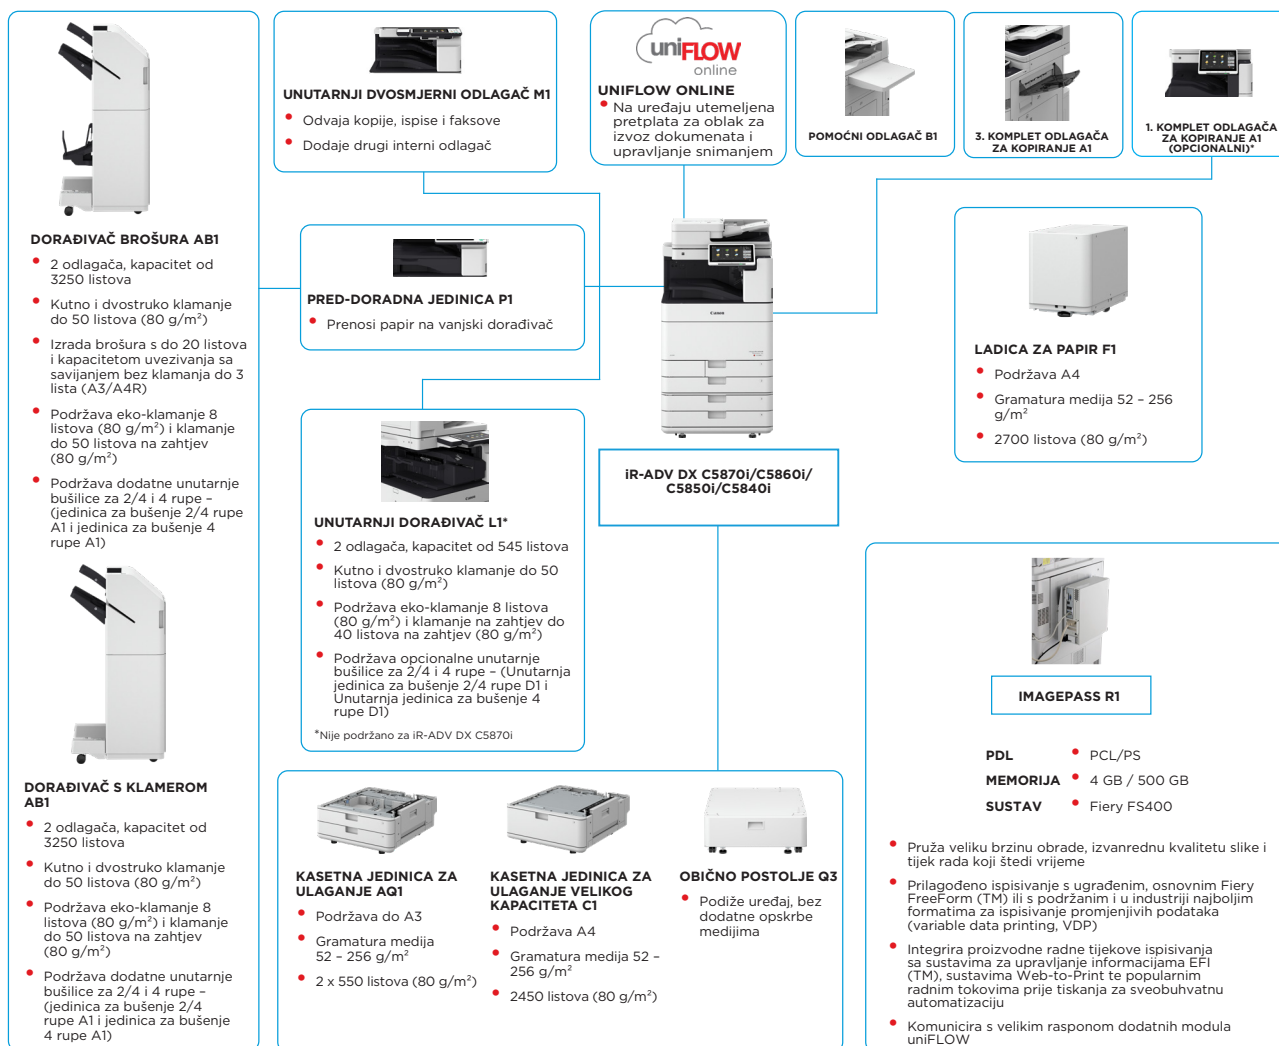 DORAĐIVAČ BROŠURA AB1
2 odlagača, kapacitet od
3250 listova
Kutno i dvostruko klamanje
do 50 listova (80 g/m²)
Izrada brošura s do 20 listova
i kapacitetom uvezivanja sa
savijanjem bez klamanja do 3
lista (A3/A4R)
Podržava eko-klamanje 8
listova (80 g/m²) i klamanje
do 50 listova na zahtjev
(80 g/m²)
Podržava dodatne unutarnje
bušilice za 2/4 i 4 rupe –
(jedinica za bušenje 2/4 rupe
A1 i jedinica za bušenje 4
rupe A1)
DORAĐIVAČ S KLAMEROM
AB1
2 odlagača, kapacitet od
3250 listova
Kutno i dvostruko klamanje
do 50 listova (80 g/m²)
Podržava eko-klamanje 8
listova (80 g/m²) i klamanje
do 50 listova na zahtjev
(80 g/m²)
Podržava dodatne unutarnje
bušilice za 2/4 i 4 rupe –
(jedinica za bušenje 2/4
rupe A1 i jedinica za bušenje
4 rupe A1)
UNUTARNJI DVOSMJERNI ODLAGAČ M1
Odvaja kopije, ispise i faksove
Dodaje drugi interni odlagač
uniFLOW
online
UNIFLOW ONLINE
Na uređaju utemeljena
pretplata za oblak za
izvoz dokumenata i
upravljanje snimanjem
POMOĆNI ODLAGAČ B1
3. KOMPLET ODLAGAČA
ZA KOPIRANJE A1
1. KOMPLET ODLAGAČA
ZA KOPIRANJE A1
(OPCIONALNI)*
PRED-DORADNA JEDINICA P1
Prenosi papir na vanjski dorađivač
Canon
iR-ADV DX C5870i/C5860i/
C5850i/C5840i
LADICA ZA PAPIR F1
Podržava A4
Gramatura medija 52 – 256
g/m²
2700 listova (80 g/m²)
UNUTARNJI DORAĐIVAČ L1*
2 odlagača, kapacitet od 545 listova
Kutno i dvostruko klamanje do 50
listova (80 g/m²)
Podržava eko-klamanje 8 listova
(80 g/m²) i klamanje na zahtjev do
40 listova na zahtjev (80 g/m²)
Podržava opcionalne unutarnje
bušilice za 2/4 i 4 rupe – (Unutarnja
jedinica za bušenje 2/4 rupe D1 i
Unutarnja jedinica za bušenje 4
rupe D1)
*Nije podržano za iR-ADV DX C5870i
KASETNA JEDINICA ZA
ULAGANJE AQ1
Podržava do A3
Gramatura medija
52 – 256 g/m²
2 x 550 listova (80 g/m²)
KASETNA JEDINICA ZA
ULAGANJE VELIKOG
KAPACITETA C1
Podržava A4
Gramatura medija 52 –
256 g/m²
2450 listova (80 g/m²)
OBIČNO POSTOLJE Q3
Podiže uređaj, bez
dodatne opskrbe
medijima
IMAGEPASS R1
PDL PCL/PS
MEMORIJA 4 GB / 500 GB
SUSTAV Fiery FS400
Pruža veliku brzinu obrade, izvanrednu kvalitetu slike i
tijek rada koji štedi vrijeme
Prilagođeno ispisivanje s ugrađenim, osnovnim Fiery
FreeForm (TM) ili s podržanim i u industriji najboljim
formatima za ispisivanje promjenjivih podataka
(variable data printing, VDP)
Integrira proizvodne radne tijekove ispisivanja
sa sustavima za upravljanje informacijama EFI
(TM), sustavima Web-to-Print te popularnim
radnim tokovima prije tiskanja za sveobuhvatnu
automatizaciju
Komunicira s velikim rasponom dodatnih modula
uniFLOW